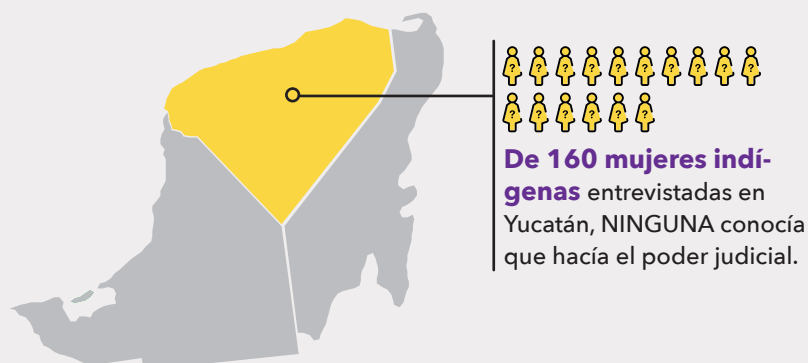 De 160 mujeres indí-
genas entrevistadas en
Yucatán, NINGUNA conocía
que hacía el poder judicial.